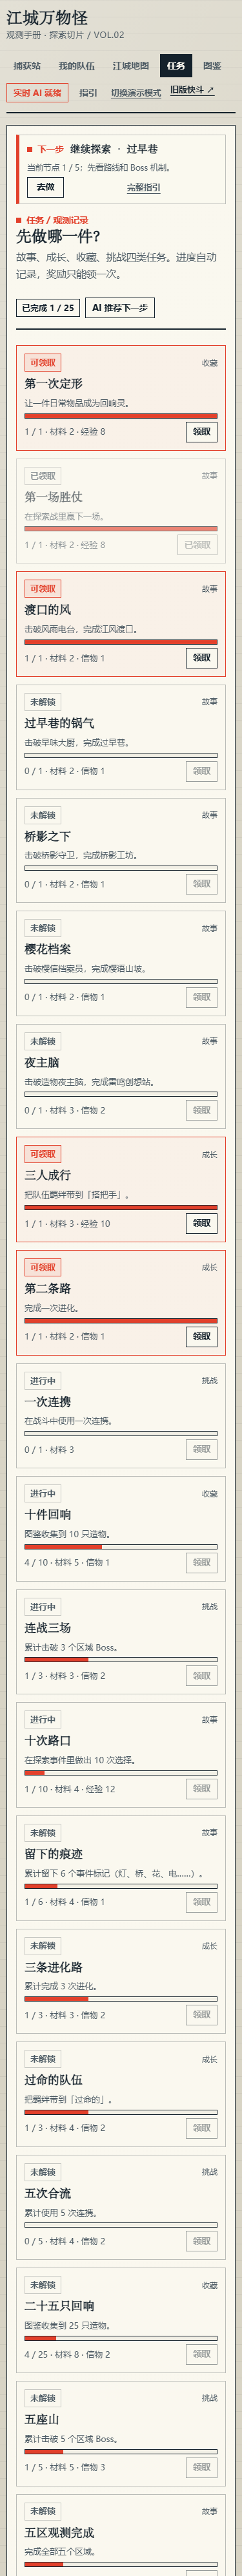 江城万物怪
观测手册 · 探索切片 / VOL.02
捕获站 我的队伍 江城地图 任务 图鉴
实时 AI 就绪 指引 切换演示模式 旧版快斗 ↗
下一步 继续探索 · 过早巷
当前节点 1 / 5：先看路线和 Boss 机制。
去做 完整指引
任务 / 观测记录
先做哪一件？
故事、成长、收藏、挑战四类任务。进度自动
记录，奖励只能领一次。
已完成 1 / 25 AI 推荐下一步
可领取 收藏
第一次定形
让一件日常物品成为回响灵。
1 / 1 · 材料 2 · 经验 8 领取
已领取 故事
第一场胜仗
在探索战里赢下一场。
1 / 1 · 材料 2 · 经验 8 已领取
可领取 故事
渡口的风
击破风雨电台，完成江风渡口。
1 / 1 · 材料 2 · 信物 1 领取
未解锁 故事
过早巷的锅气
击破早味大厨，完成过早巷。
0 / 1 · 材料 2 · 信物 1 领取
未解锁 故事
桥影之下
击破桥影守卫，完成桥影工坊。
0 / 1 · 材料 2 · 信物 1 领取
未解锁 故事
樱花档案
击破樱信档案员，完成樱语山坡。
0 / 1 · 材料 2 · 信物 1 领取
未解锁 故事
夜主脑
击破造物夜主脑，完成雷鸣创想站。
0 / 1 · 材料 3 · 信物 2 领取
可领取 成长
三人成行
把队伍羁绊带到「搭把手」。
1 / 1 · 材料 3 · 经验 10 领取
可领取 成长
第二条路
完成一次进化。
1 / 1 · 材料 2 · 信物 1 领取
进行中 挑战
一次连携
在战斗中使用一次连携。
0 / 1 · 材料 3 领取
进行中 收藏
十件回响
图鉴收集到 10 只造物。
4 / 10 · 材料 5 · 信物 1 领取
进行中 挑战
连战三场
累计击破 3 个区域 Boss。
1 / 3 · 材料 3 · 信物 2 领取
进行中 故事
十次路口
在探索事件里做出 10 次选择。
1 / 10 · 材料 4 · 经验 12 领取
未解锁 故事
留下的痕迹
累计留下 6 个事件标记（灯、桥、花、电……）。
1 / 6 · 材料 4 · 信物 1 领取
未解锁 成长
三条进化路
累计完成 3 次进化。
1 / 3 · 材料 3 · 信物 2 领取
未解锁 成长
过命的队伍
把羁绊带到「过命的」。
1 / 3 · 材料 4 · 信物 2 领取
未解锁 挑战
五次合流
累计使用 5 次连携。
0 / 5 · 材料 4 · 信物 2 领取
未解锁 收藏
二十五只回响
图鉴收集到 25 只造物。
4 / 25 · 材料 8 · 信物 2 领取
未解锁 挑战
五座山
累计击破 5 个区域 Boss。
1 / 5 · 材料 5 · 信物 3 领取
未解锁 故事
五区观测完成
完成全部五个区域。